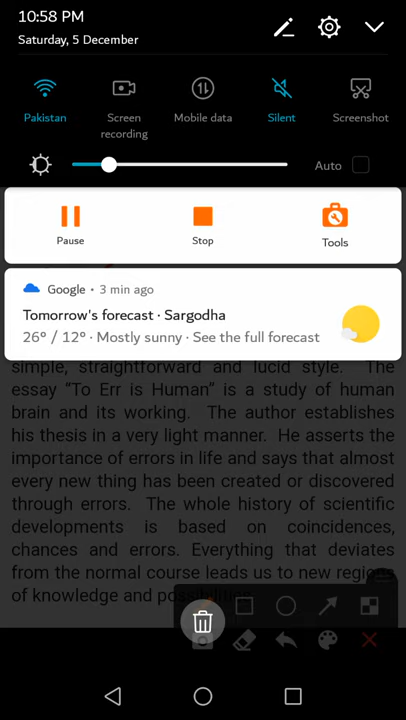 10:58 PM
Saturday, 5 December
Pakistan
Screen recording
Mobile data
Silent
Screenshot
Auto
Pause
Stop
Tools
Google • 3 min ago
Tomorrow's forecast · Sargodha
26° / 12° · Mostly sunny · See the full forecast
simple, straightforward and lucid style. The
essay “To Err is Human” is a study of human
brain and its working. The author establishes
his thesis in a very light manner. He asserts the
importance of errors in life and says that almost
every new thing has been created or discovered
through errors. The whole history of scientific
developments is based on coincidences,
chances and errors. Everything that deviates
from the normal course leads us to new regions
of knowledge and possibilities.